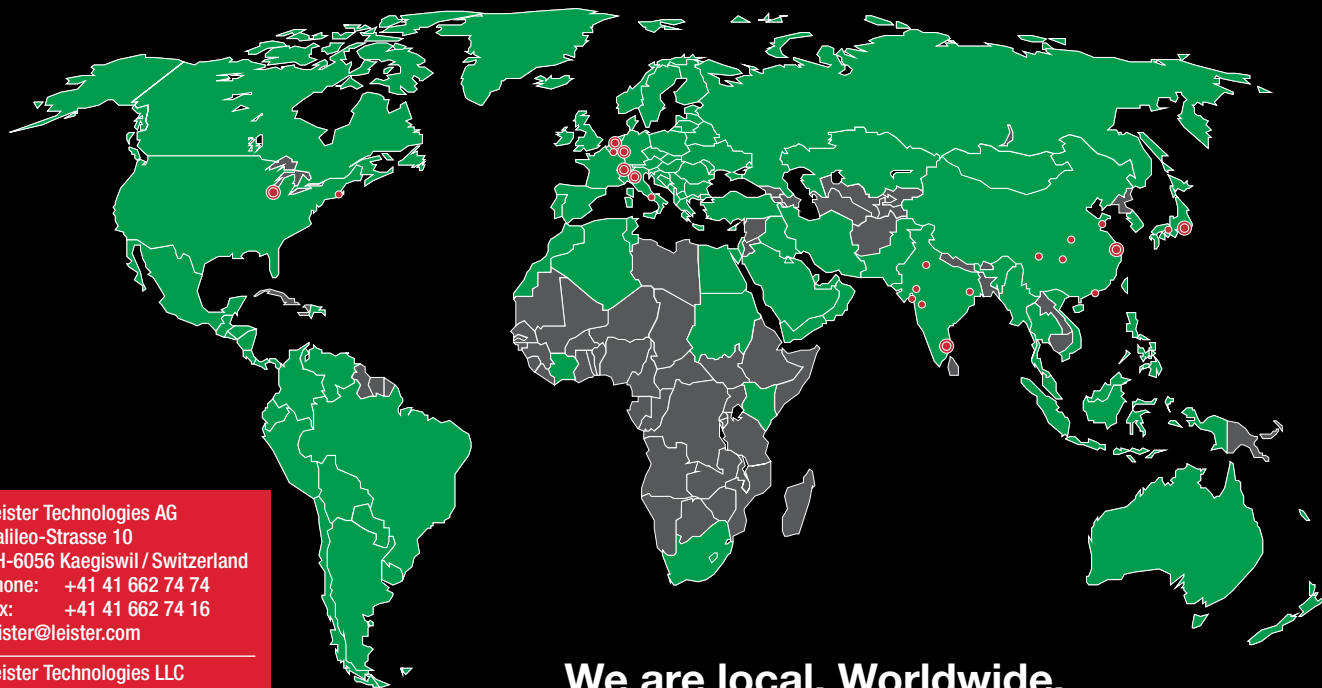 eister Technologies AG
alileo-Strasse 10
H-6056 Kaegiswil / Switzerland
hone: +41 41 662 74 74
x: +41 41 662 74 16
ister@leister.com
eister Technologies LLC
We are local. Worldwide.